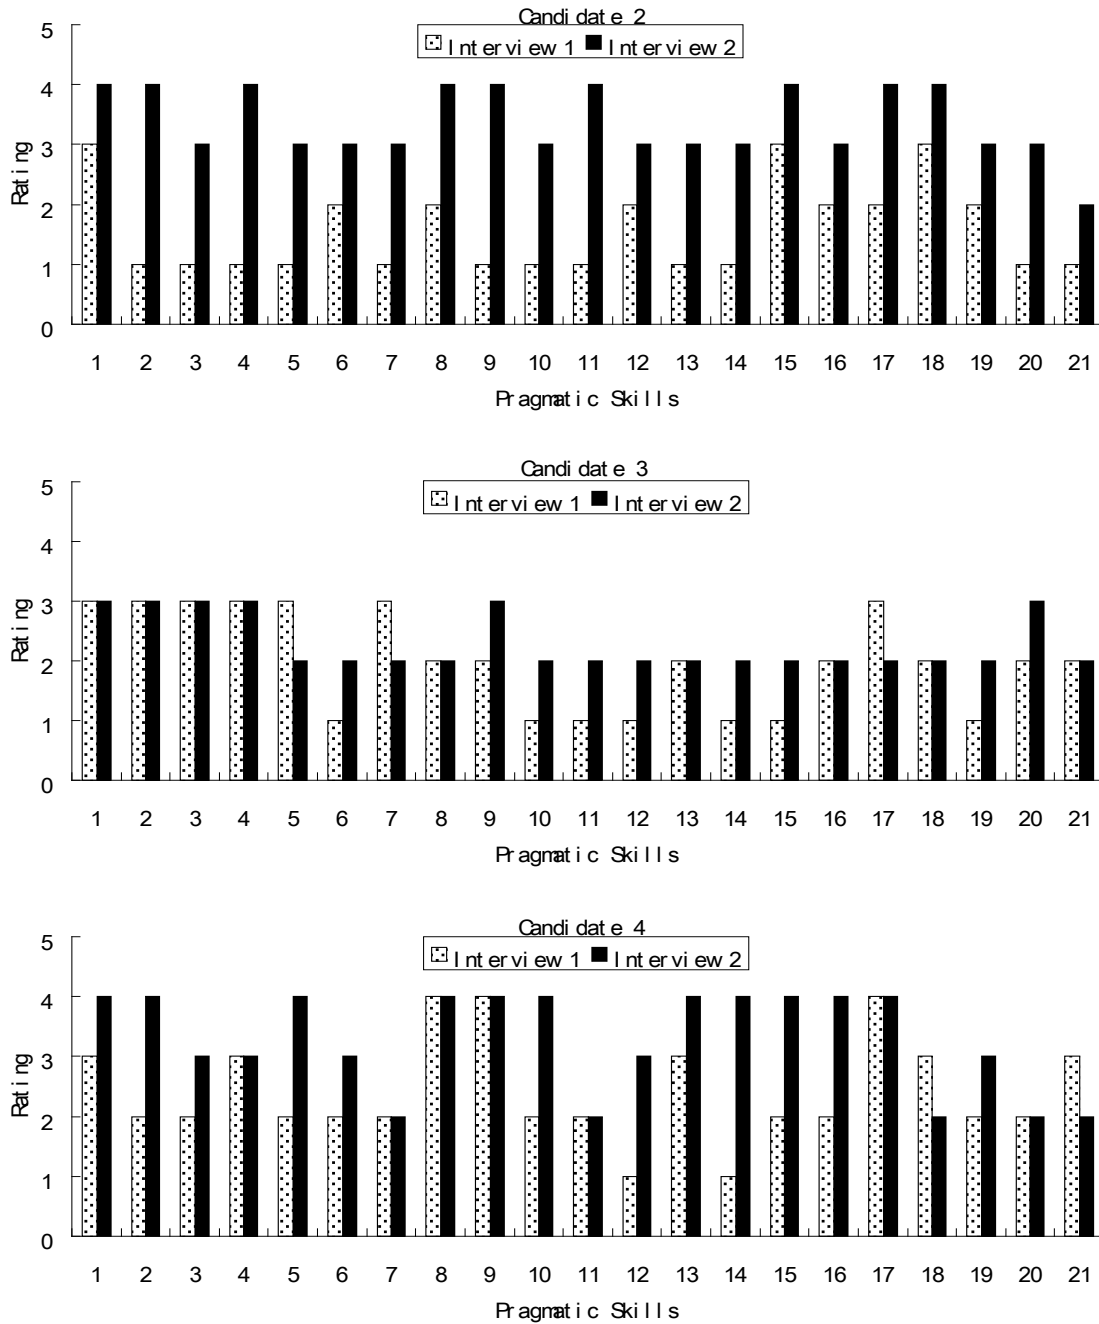 Candidate 2
Interview 1 Interview 2
5
4
3
2
1
0
Rating
1 2 3 4 5 6 7 8 9 10 11 12 13 14 15 16 17 18 19 20 21
Pragmatic Skills
Candidate 3
Interview 1 Interview 2
5
4
3
2
1
0
Rating
1 2 3 4 5 6 7 8 9 10 11 12 13 14 15 16 17 18 19 20 21
Pragmatic Skills
Candidate 4
Interview 1 Interview 2
5
4
3
2
1
0
Rating
1 2 3 4 5 6 7 8 9 10 11 12 13 14 15 16 17 18 19 20 21
Pragmatic Skills